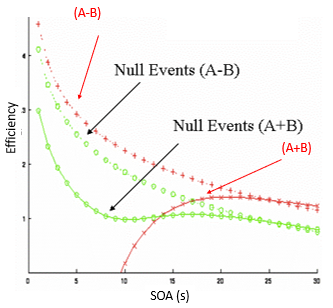 (A-B)
4
Null Events (A-B)
3
Null Events (A+B)
Efficiency
2
(A+B)
1
0 5 10 15 20 25 30
SOA (s)